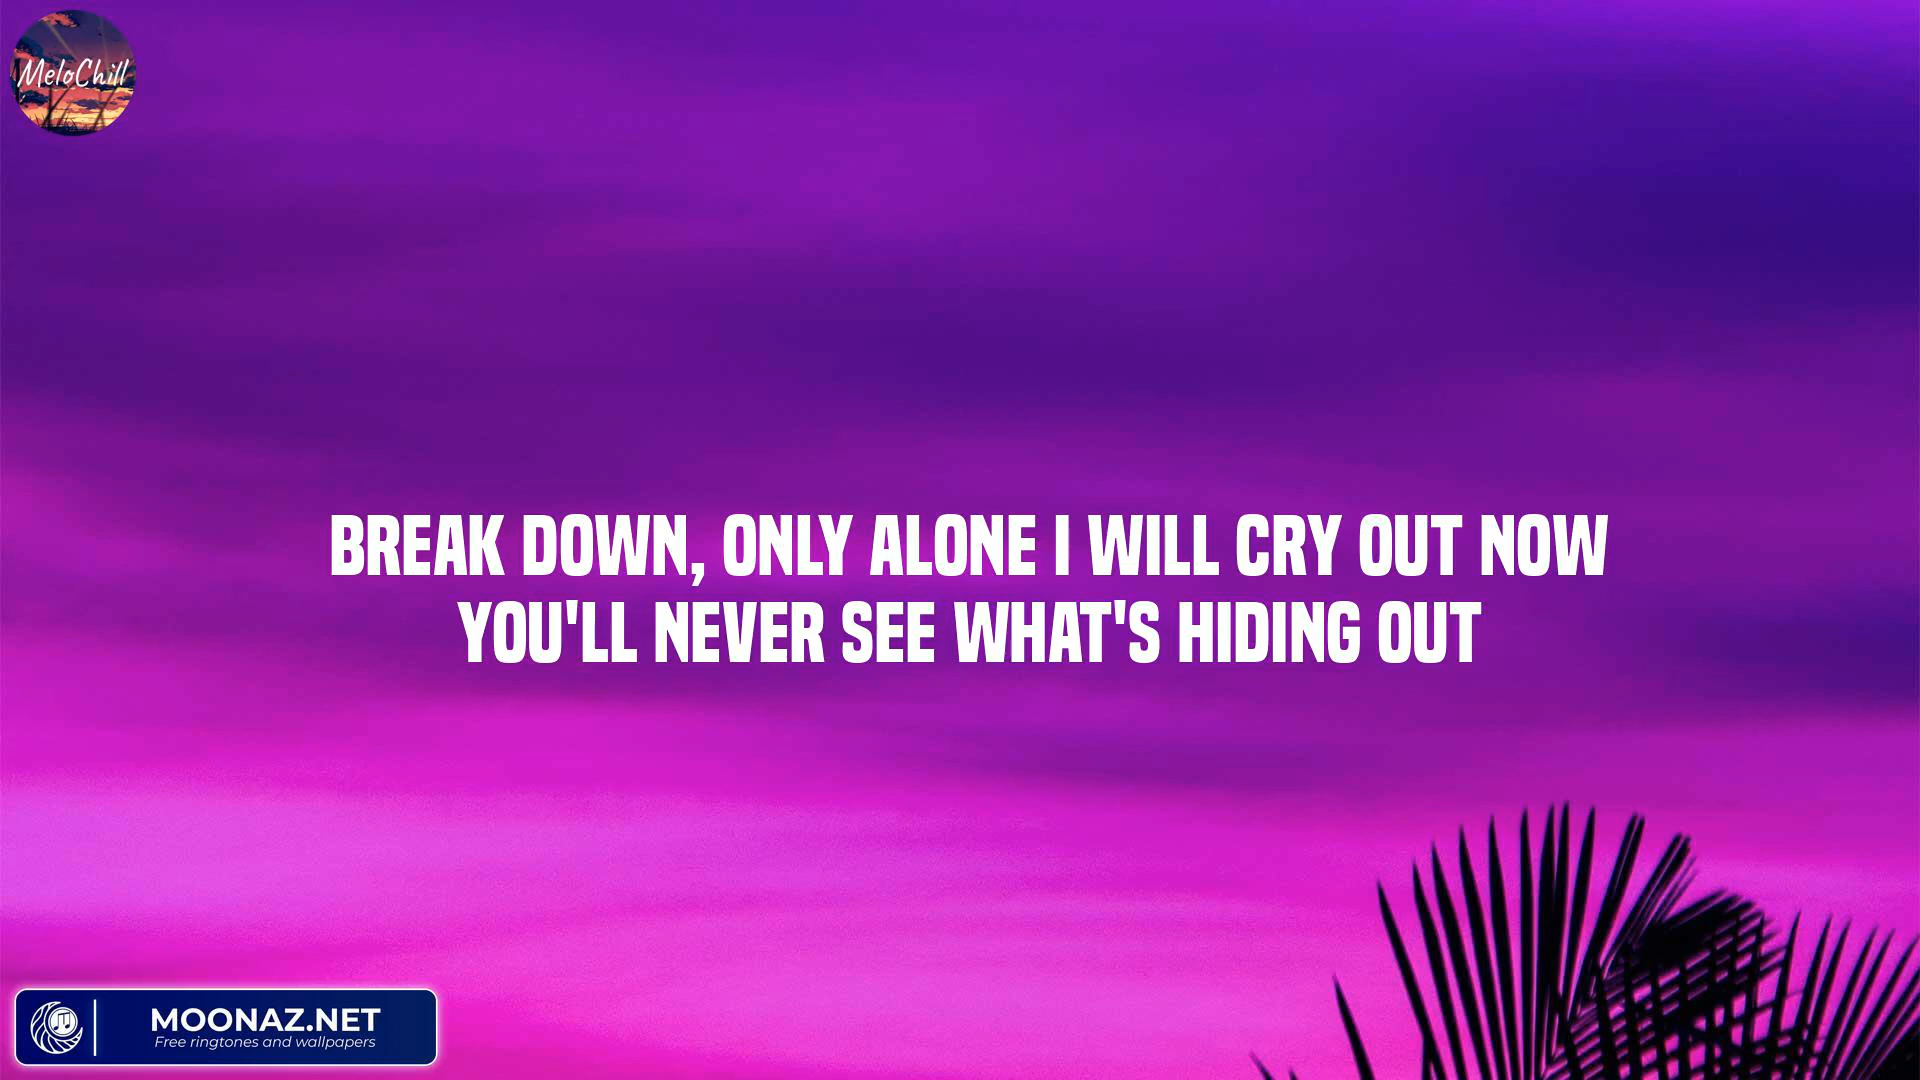 MeloChill
BREAK DOWN, ONLY ALONE I WILL CRY OUT NOW
YOU'LL NEVER SEE WHAT'S HIDING OUT
MOONAZ.NET
Free ringtones and wallpapers